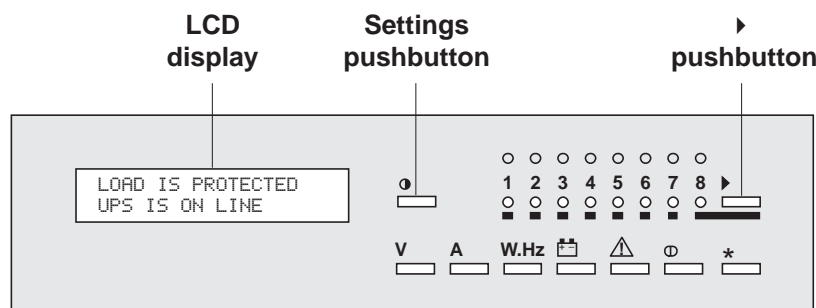 LCD display
Settings pushbutton
▶ pushbutton
LOAD IS PROTECTED
UPS IS ON LINE
1 2 3 4 5 6 7 8 ▶
V A W.Hz + - ! *